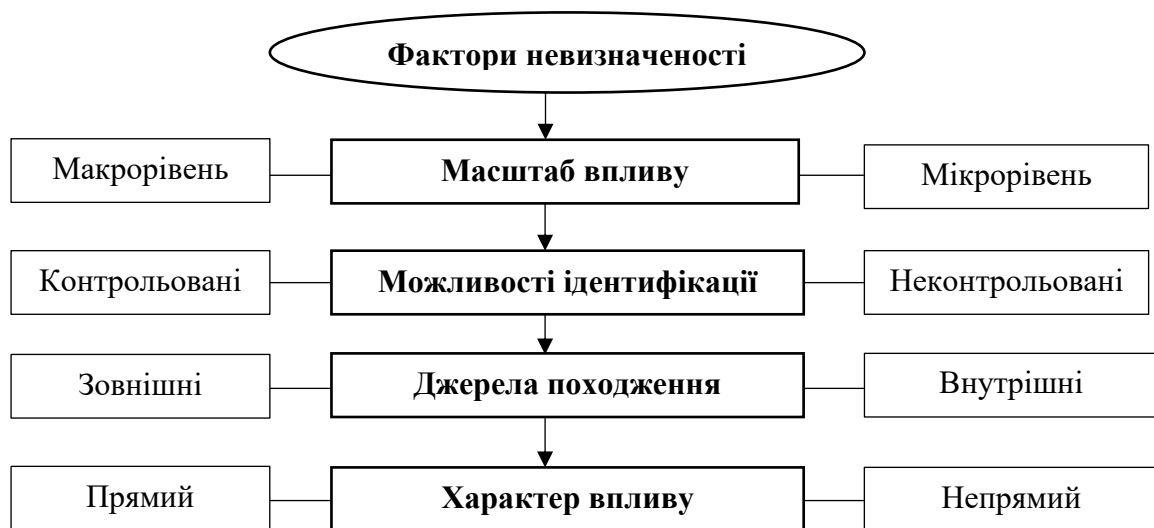 Фактори невизначеності
Макрорівень
Масштаб впливу
Мікрорівень
Контрольовані
Можливості ідентифікації
Неконтрольовані
Зовнішні
Джерела походження
Внутрішні
Прямий
Характер впливу
Непрямий